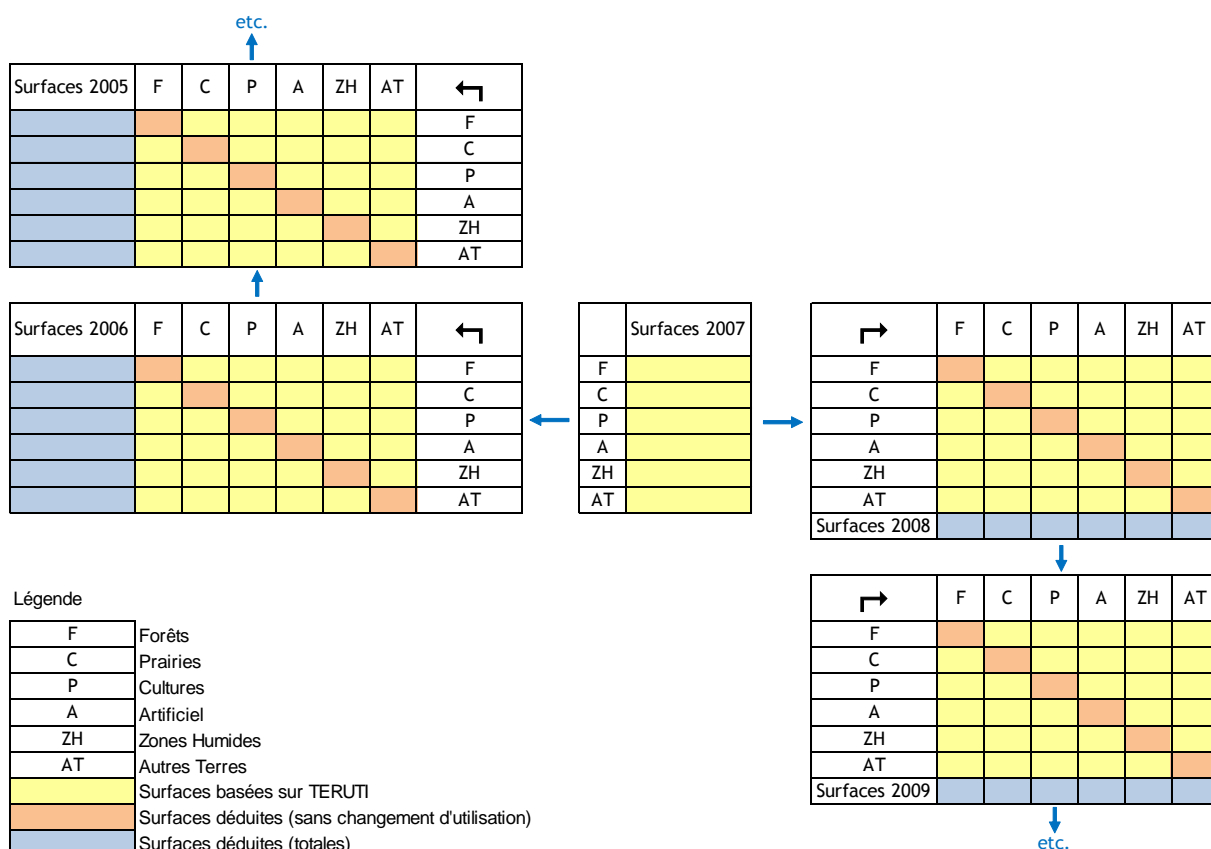 etc.
Surfaces 2005 F C P A ZH AT
F
C
P
A
ZH
AT
Surfaces 2006 F C P A ZH AT
F
C
P
A
ZH
AT
Surfaces 2007
F
C
P
A
ZH
AT
F C P A ZH AT
F
C
P
A
ZH
AT
Surfaces 2008
F C P A ZH AT
F
C
P
A
ZH
AT
Surfaces 2009
etc.
Légende
F Forêts
C Prairies
P Cultures
A Artificiel
ZH Zones Humides
AT Autres Terres
Surfaces basées sur TERUTI
Surfaces déduites (sans changement d'utilisation)
Surfaces déduites (totales)